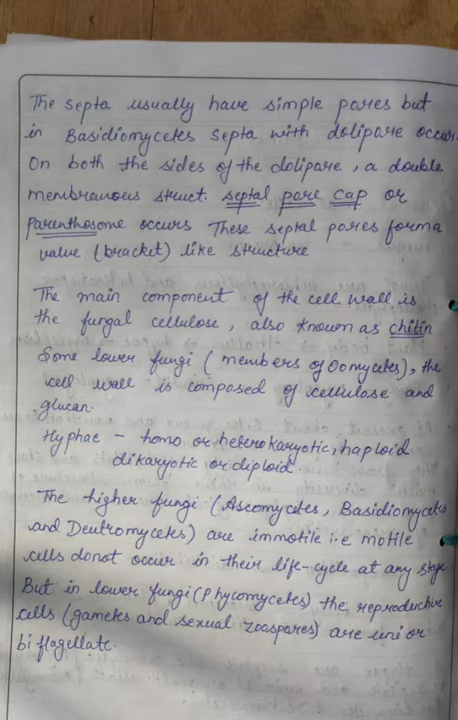 The septa usually have simple pores but
in Basidiomycetes septa with dolipore occur.
On both the sides of the dolipore, a double
membranous struct. septal pore cap or
parenthosome occurs These septal pores forma
value (bracket) like structure
The main component of the cell wall is
the fungal cellulose, also known as chitin
Some lower fungi (members of Oomycetes), the
cell wall is composed of cellulose and
glucan.
Hyphae - homo or heterokaryotic, haploid
dikaryotic or diploid
The higher fungi (Ascomycetes, Basidiomycetes
and Deutromycetes) are immotile i.e motile
cells donot occur in their life-cycle at any stage
But in lower fungi (Phycomycetes) the reproductive
cells (gametes and sexual zoospores) are uni or
bi flagellate.